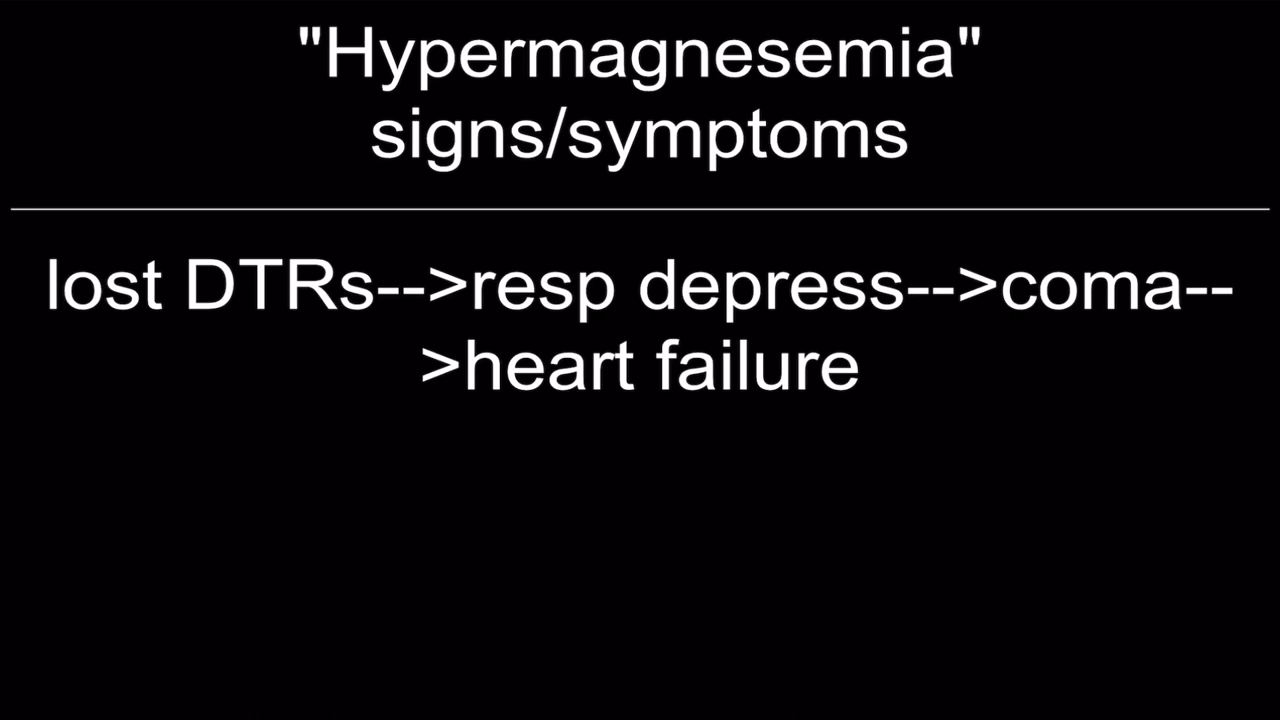 "Hypermagnesemia"
signs/symptoms
lost DTRs-->resp depress-->coma--
>heart failure